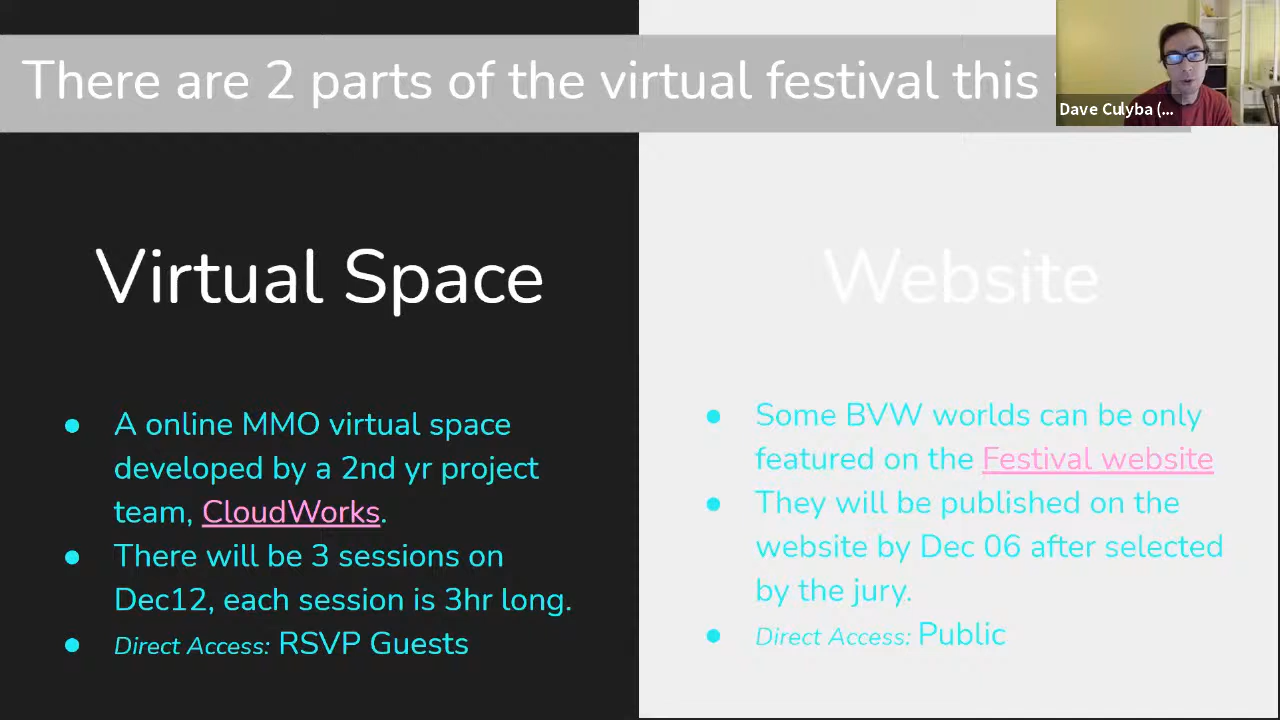 There are 2 parts of the virtual festival this
Dave Culyba (...
Virtual Space
A online MMO virtual space
developed by a 2nd yr project
team, CloudWorks.
● There will be 3 sessions on
Dec12, each session is 3hr long.
● Direct Access: RSVP Guests
Website
● Some BVW worlds can be only
featured on the Festival website
● They will be published on the
website by Dec 06 after selected
by the jury.
● Direct Access: Public